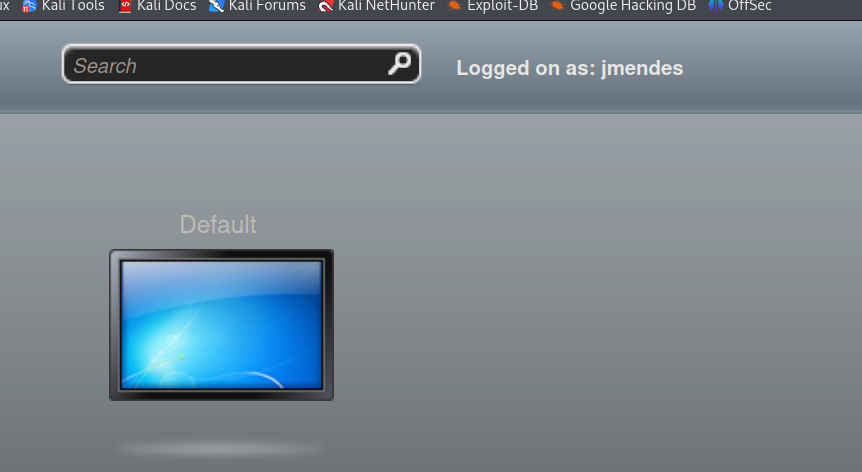 Kali Tools Kali Docs Kali Forums Kali NetHunter Exploit-DB Google Hacking DB OffSec
Search Logged on as: jmendes
Default